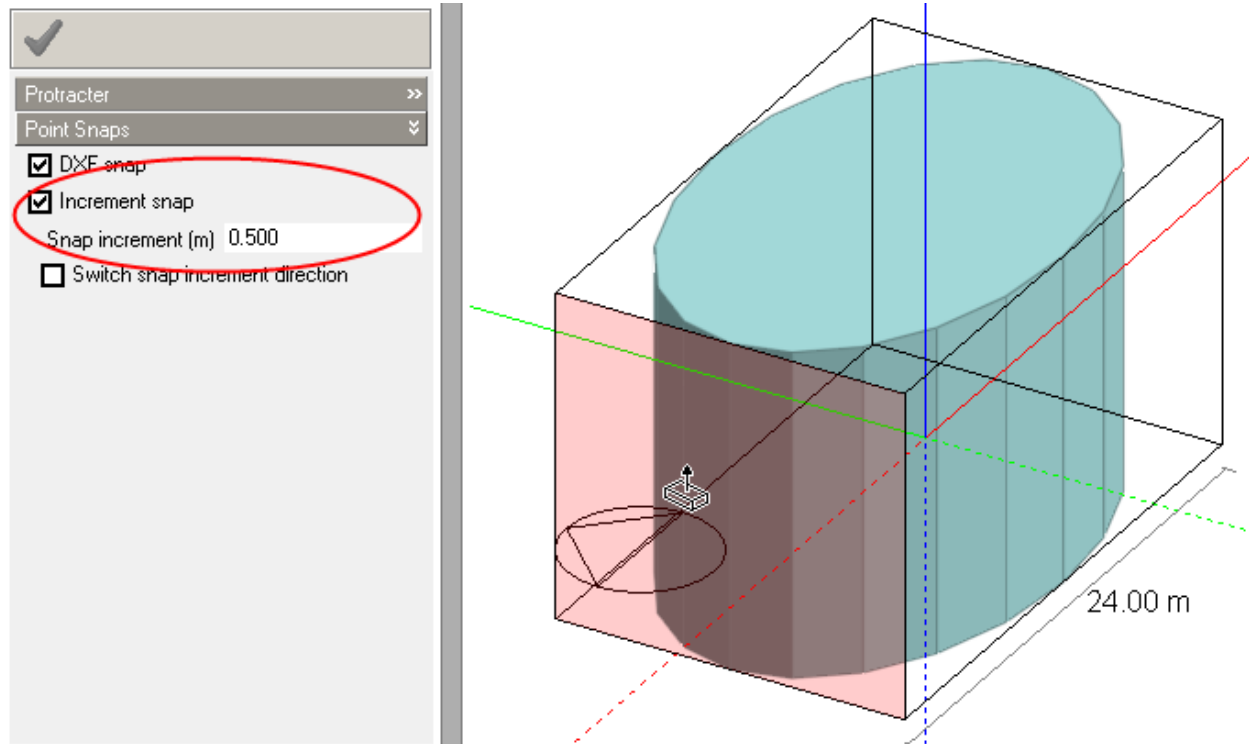 Protracter
Point Snaps
DXF snap
Increment snap
Snap increment (m) 0.500
Switch snap increment direction
24.00 m